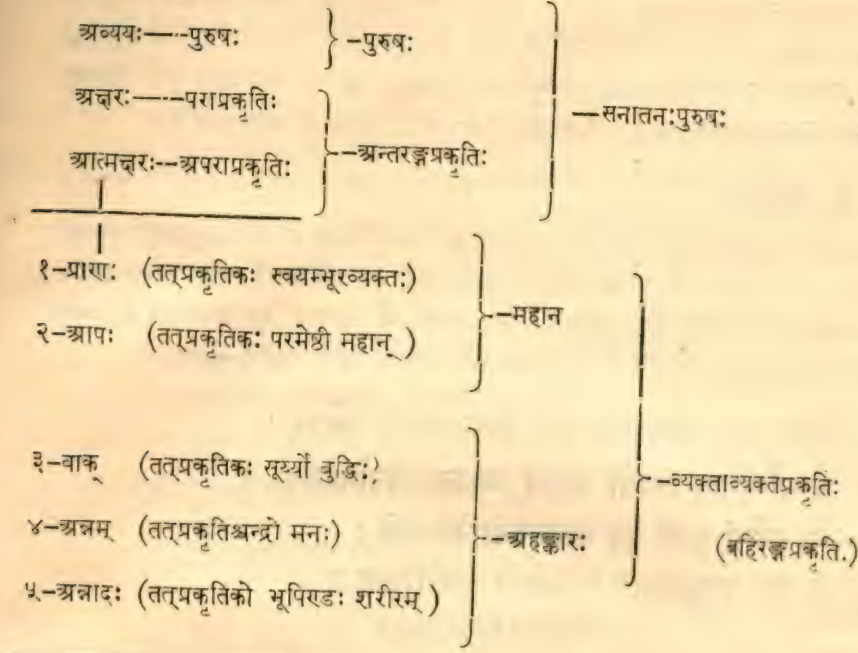 अव्ययः——पुरुषः } –पुरुषः
अक्षरः——पराप्रकृतिः
—सनातनःपुरुषः
आत्मक्षरः--अपराप्रकृतिः
–अन्तरङ्गप्रकृतिः
१–प्राणः (तत्प्रकृतिकः स्वयम्भूरव्यक्तः)
–महान
२–आपः (तत्प्रकृतिकः परमेष्ठी महान्)
३–वाक् (तत्प्रकृतिकः सूर्य्यो बुद्धिः)
–व्यक्ताव्यक्तप्रकृतिः
४–अन्नम् (तत्प्रकृतिश्चन्द्रो मनः)
–अहङ्कारः
(बहिरङ्गप्रकृति.)
५–अन्नादः (तत्प्रकृतिको भूपिण्डः शरीरम्)